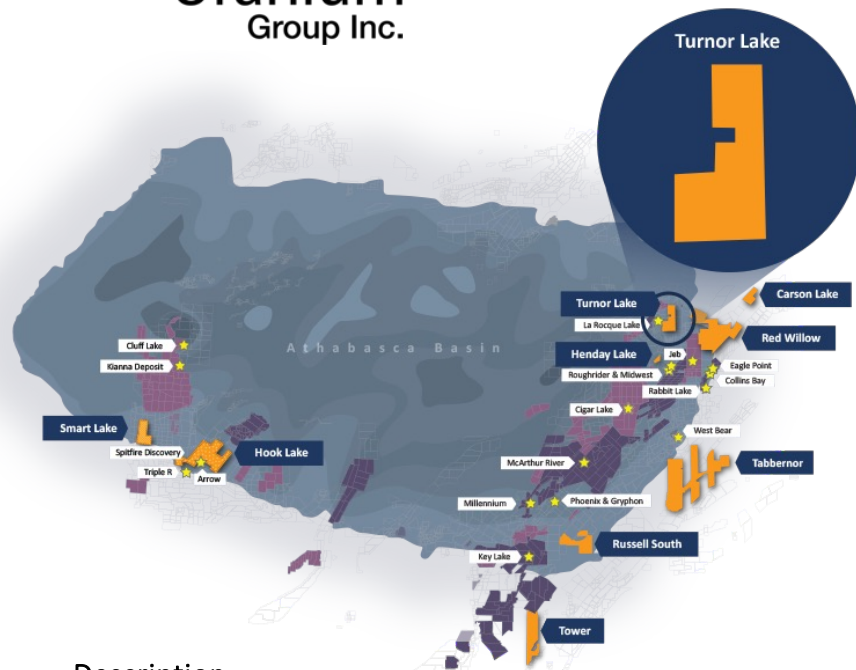 Group Inc.
Turnor Lake
Carson Lake
Turnor Lake
La Rocque Lake
Red Willow
Athabasca Basin
Cluff Lake
Henday Lake
Jeb
Kianna Deposit
Eagle Point
Roughrider & Midwest
Collins Bay
Rabbit Lake
Cigar Lake
Smart Lake
West Bear
Spitfire Discovery
Hook Lake
McArthur River
Tabbernor
Triple R
Arrow
Millennium
Phoenix & Gryphon
Russell South
Key Lake
Tower